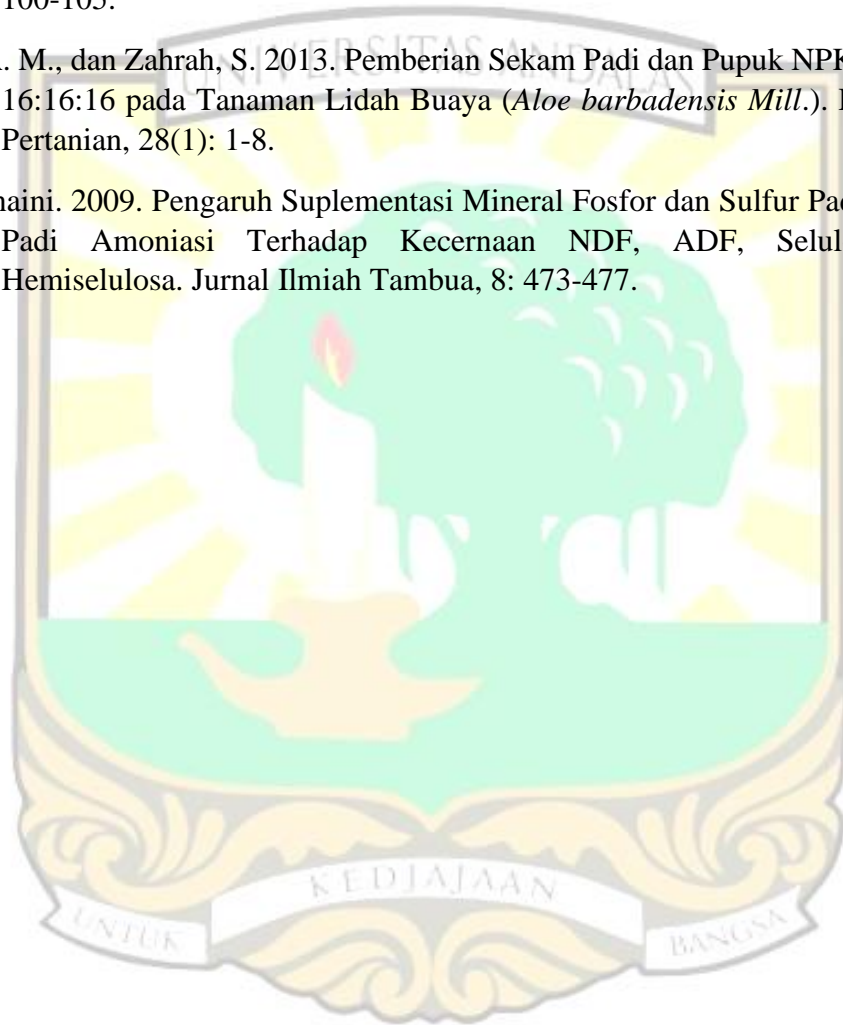 100-105.
M., dan Zahrah, S. 2013. Pemberian Sekam Padi dan Pupuk NPK
16:16:16 pada Tanaman Lidah Buaya (Aloe barbadensis Mill.).
Pertanian, 28(1): 1-8.
naini. 2009. Pengaruh Suplementasi Mineral Fosfor dan Sulfur Pad
Padi Amoniasi Terhadap Kecernaan NDF, ADF, Selul
Hemiselulosa. Jurnal Ilmiah Tambua, 8: 473-477.
UNIVERSITAS ANDALAS
UNTUK KEDJAJAAN BANGSA